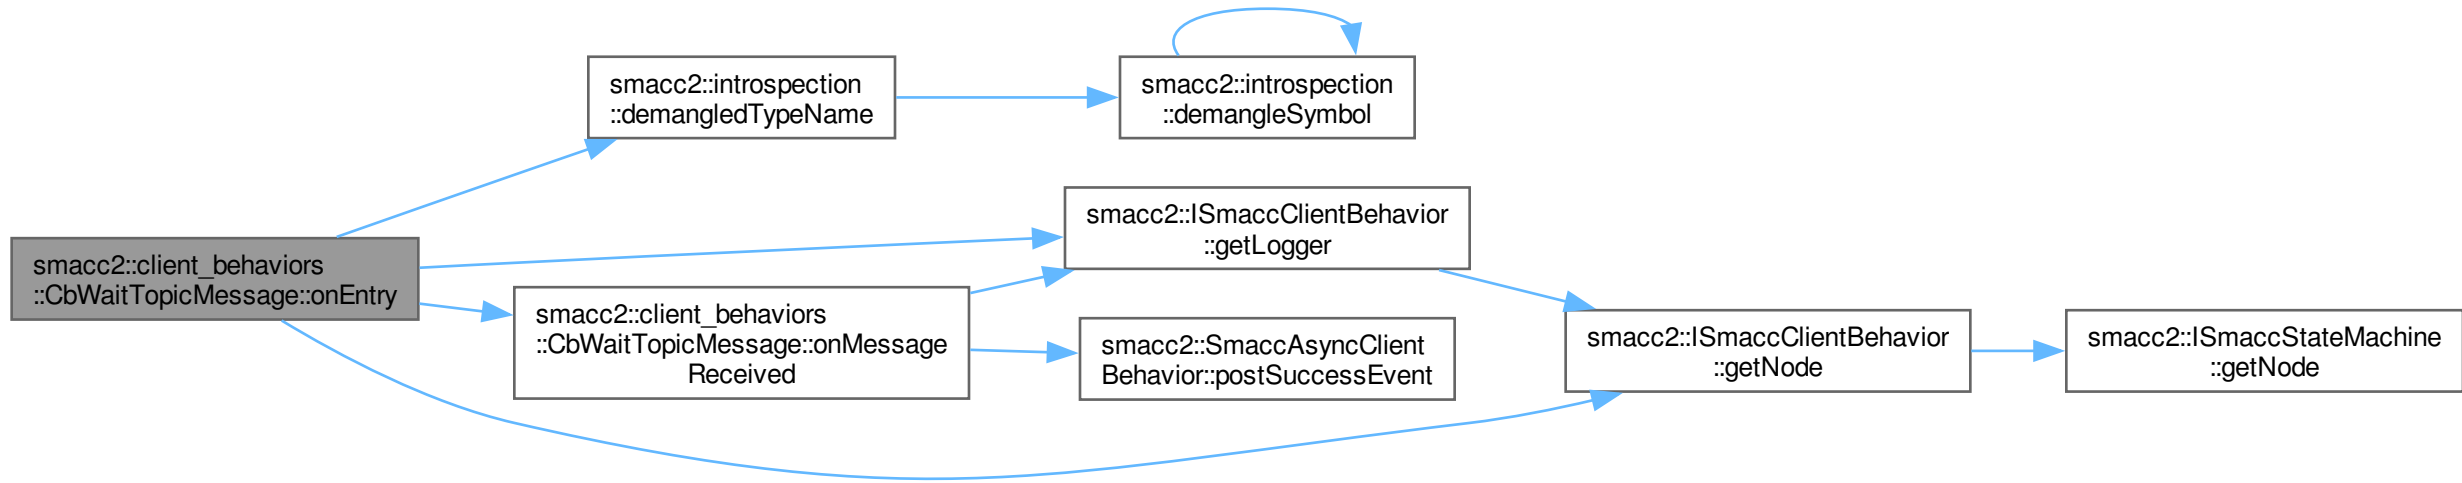 smacc2::client_behaviors
::CbWaitTopicMessage::onEntry
smacc2::introspection
::demangledTypeName
smacc2::introspection
::demangleSymbol
smacc2::ISmaccClientBehavior
::getLogger
smacc2::client_behaviors
::CbWaitTopicMessage::onMessage
Received
smacc2::SmaccAsyncClient
Behavior::postSuccessEvent
smacc2::ISmaccClientBehavior
::getNode
smacc2::ISmaccStateMachine
::getNode